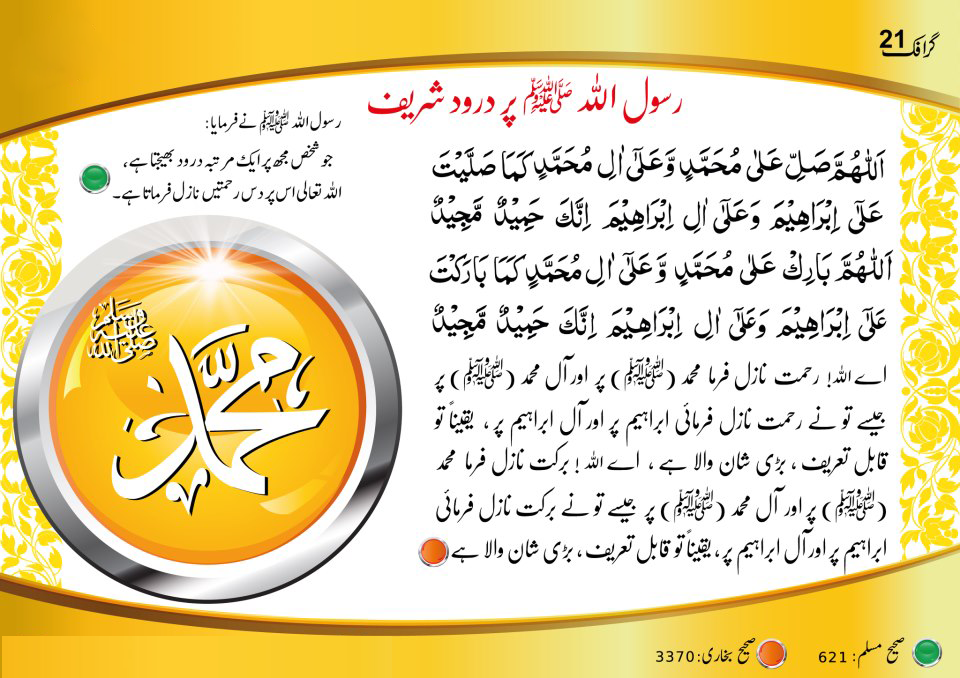 گرافک 21
رسول اللہ ﷺ پر درود شریف
رسول اللہ ﷺ نے فرمایا:
جو شخص مجھ پر ایک مرتبہ درود بھیجتا ہے،
اللہ تعالی اس پر دس رحمتیں نازل فرماتا ہے۔
اَللّٰهُمَّ صَلِّ عَلٰى مُحَمَّدٍ وَّعَلٰٓى اٰلِ مُحَمَّدٍ كَمَا صَلَّيْتَ
عَلٰٓى اِبْرَاهِيْمَ وَعَلٰٓى اٰلِ اِبْرَاهِيْمَ اِنَّكَ حَمِيْدٌ مَّجِيْدٌ
اَللّٰهُمَّ بَارِكْ عَلٰى مُحَمَّدٍ وَّعَلٰٓى اٰلِ مُحَمَّدٍ كَمَا بَارَكْتَ
عَلٰٓى اِبْرَاهِيْمَ وَعَلٰٓى اٰلِ اِبْرَاهِيْمَ اِنَّكَ حَمِيْدٌ مَّجِيْدٌ
اے اللہ! رحمت نازل فرما محمد (ﷺ) پر اور آل محمد (ﷺ) پر
جیسے تو نے رحمت نازل فرمائی ابراہیم پر اور آل ابراہیم پر، یقیناً تو
قابل تعریف، بڑی شان والا ہے، اے اللہ! برکت نازل فرما محمد
(ﷺ) پر اور آل محمد (ﷺ) پر جیسے تو نے برکت نازل فرمائی
ابراہیم پر اور آل ابراہیم پر، یقیناً تو قابل تعریف، بڑی شان والا ہے
صلى الله عليه وسلم
محمد
صحیح مسلم: 621
صحیح بخاری: 3370